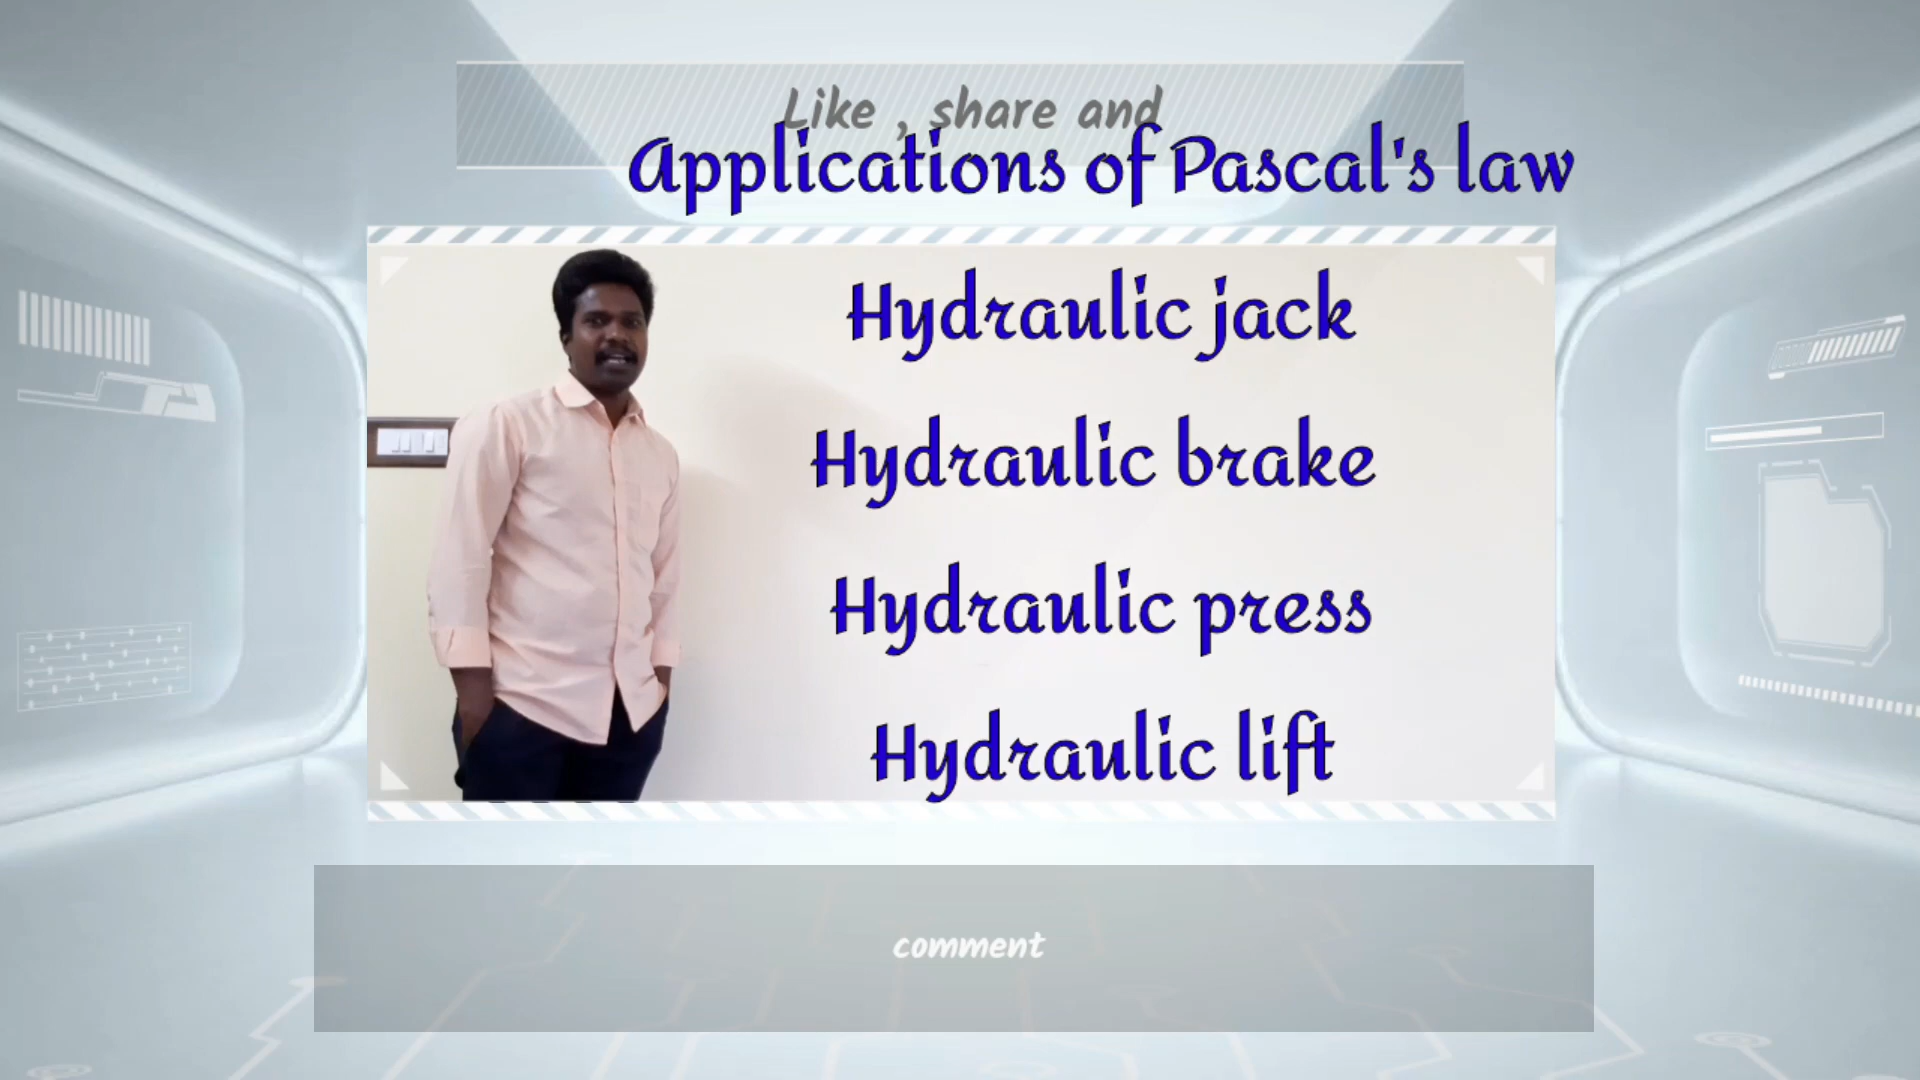 Like , share and
Applications of Pascal's law
Hydraulic jack
Hydraulic brake
Hydraulic press
Hydraulic lift
comment